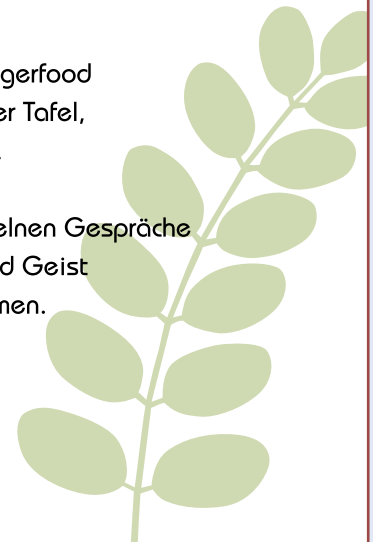 gerfood
er Tafel,
.
elnen Gespräche
d Geist
men.